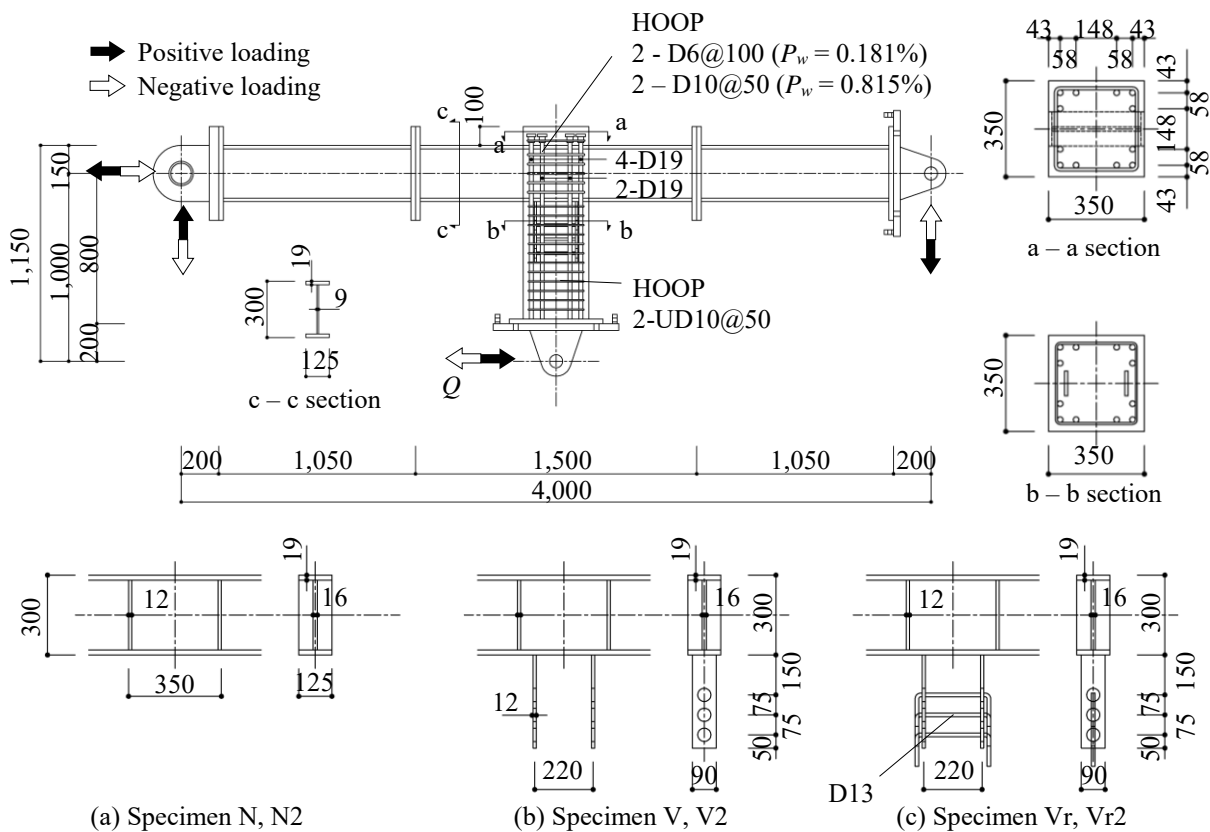 Positive loading
Negative loading
HOOP
2 - D6@100 (Pw = 0.181%)
2 – D10@50 (Pw = 0.815%)
100
c
c
a
a
4-D19
2-D19
b
b
150
1,150
1,000
800
200
19
300
9
125
c – c section
Q
HOOP
2-UD10@50
43
148
43
58
58
43
58
350
148
58
43
350
a – a section
350
350
b – b section
200
1,050
1,500
1,050
200
4,000
300
12
350
19
16
125
12
220
19
16
300
150
75
75
50
90
12
220
D13
19
16
300
150
75
75
50
90
(a) Specimen N, N2
(b) Specimen V, V2
(c) Specimen Vr, Vr2